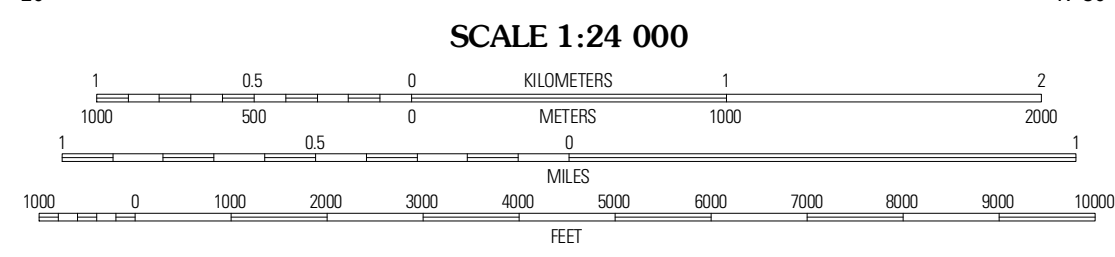 SCALE 1:24 000
1 0.5 0 KILOMETERS 1 2
1000 500 0 METERS 1000 2000
1 0.5 0 1
MILES
1000 0 1000 2000 3000 4000 5000 6000 7000 8000 9000 10000
FEET